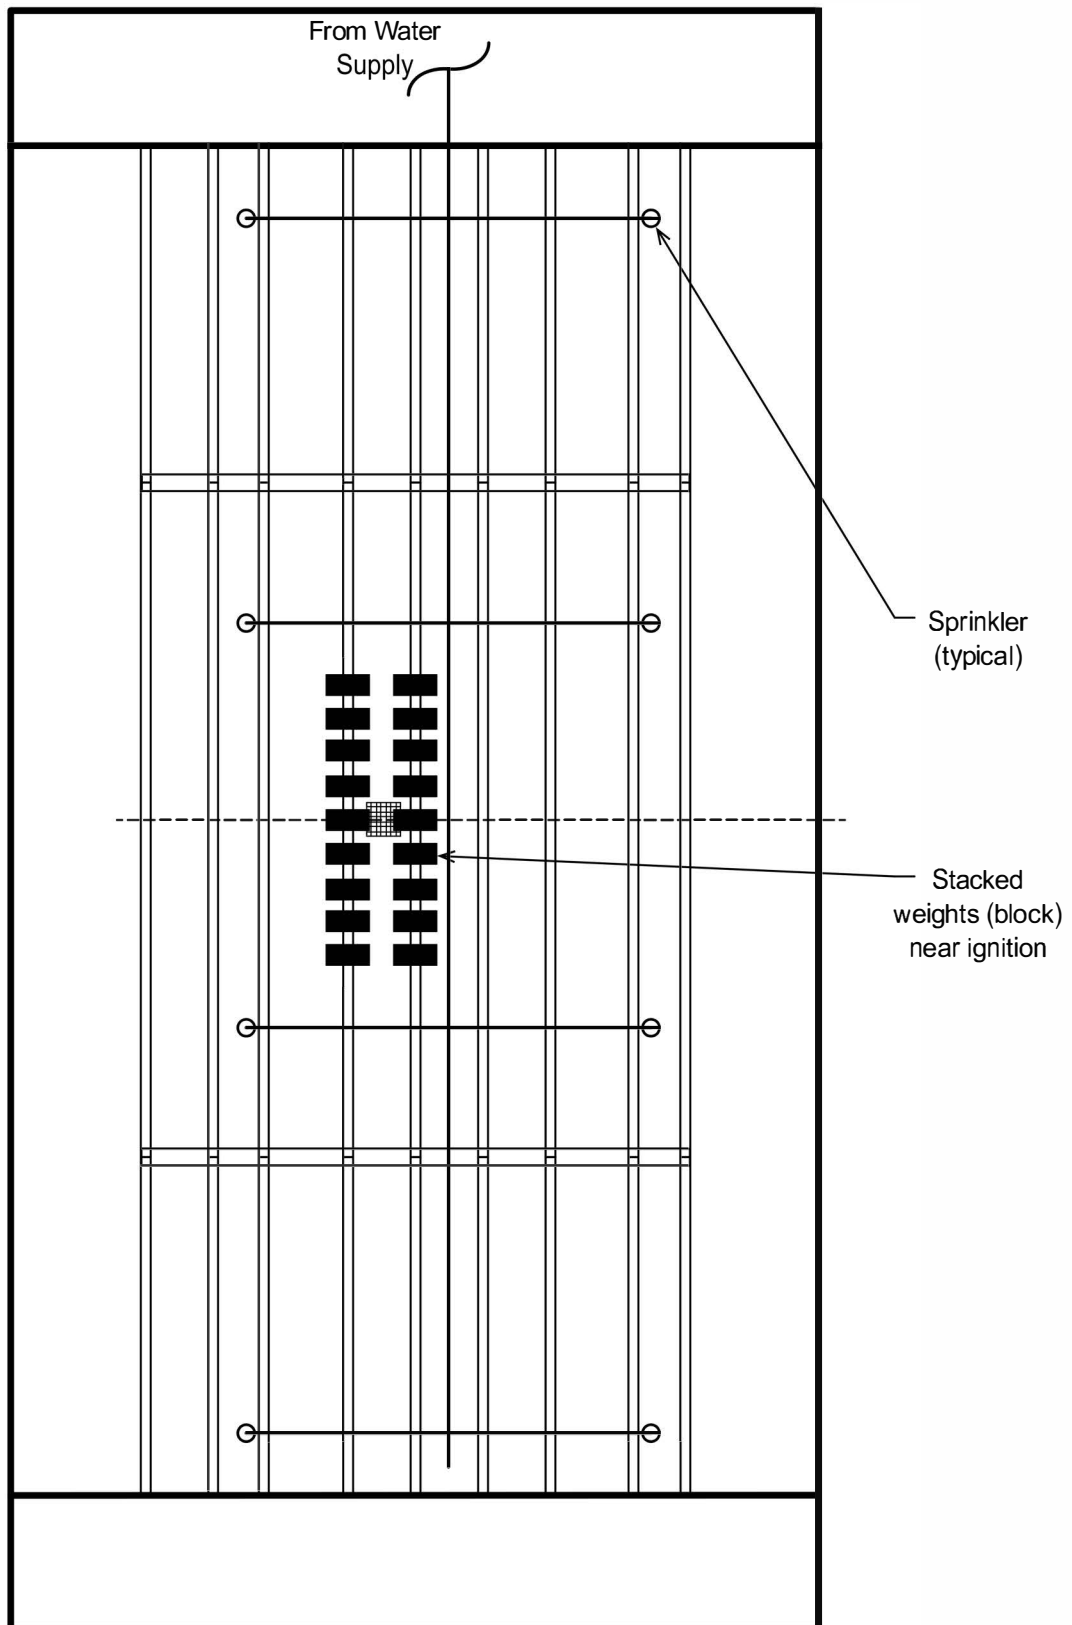 From Water
Supply
Sprinkler
(typical)
Stacked
weights (block)
near ignition